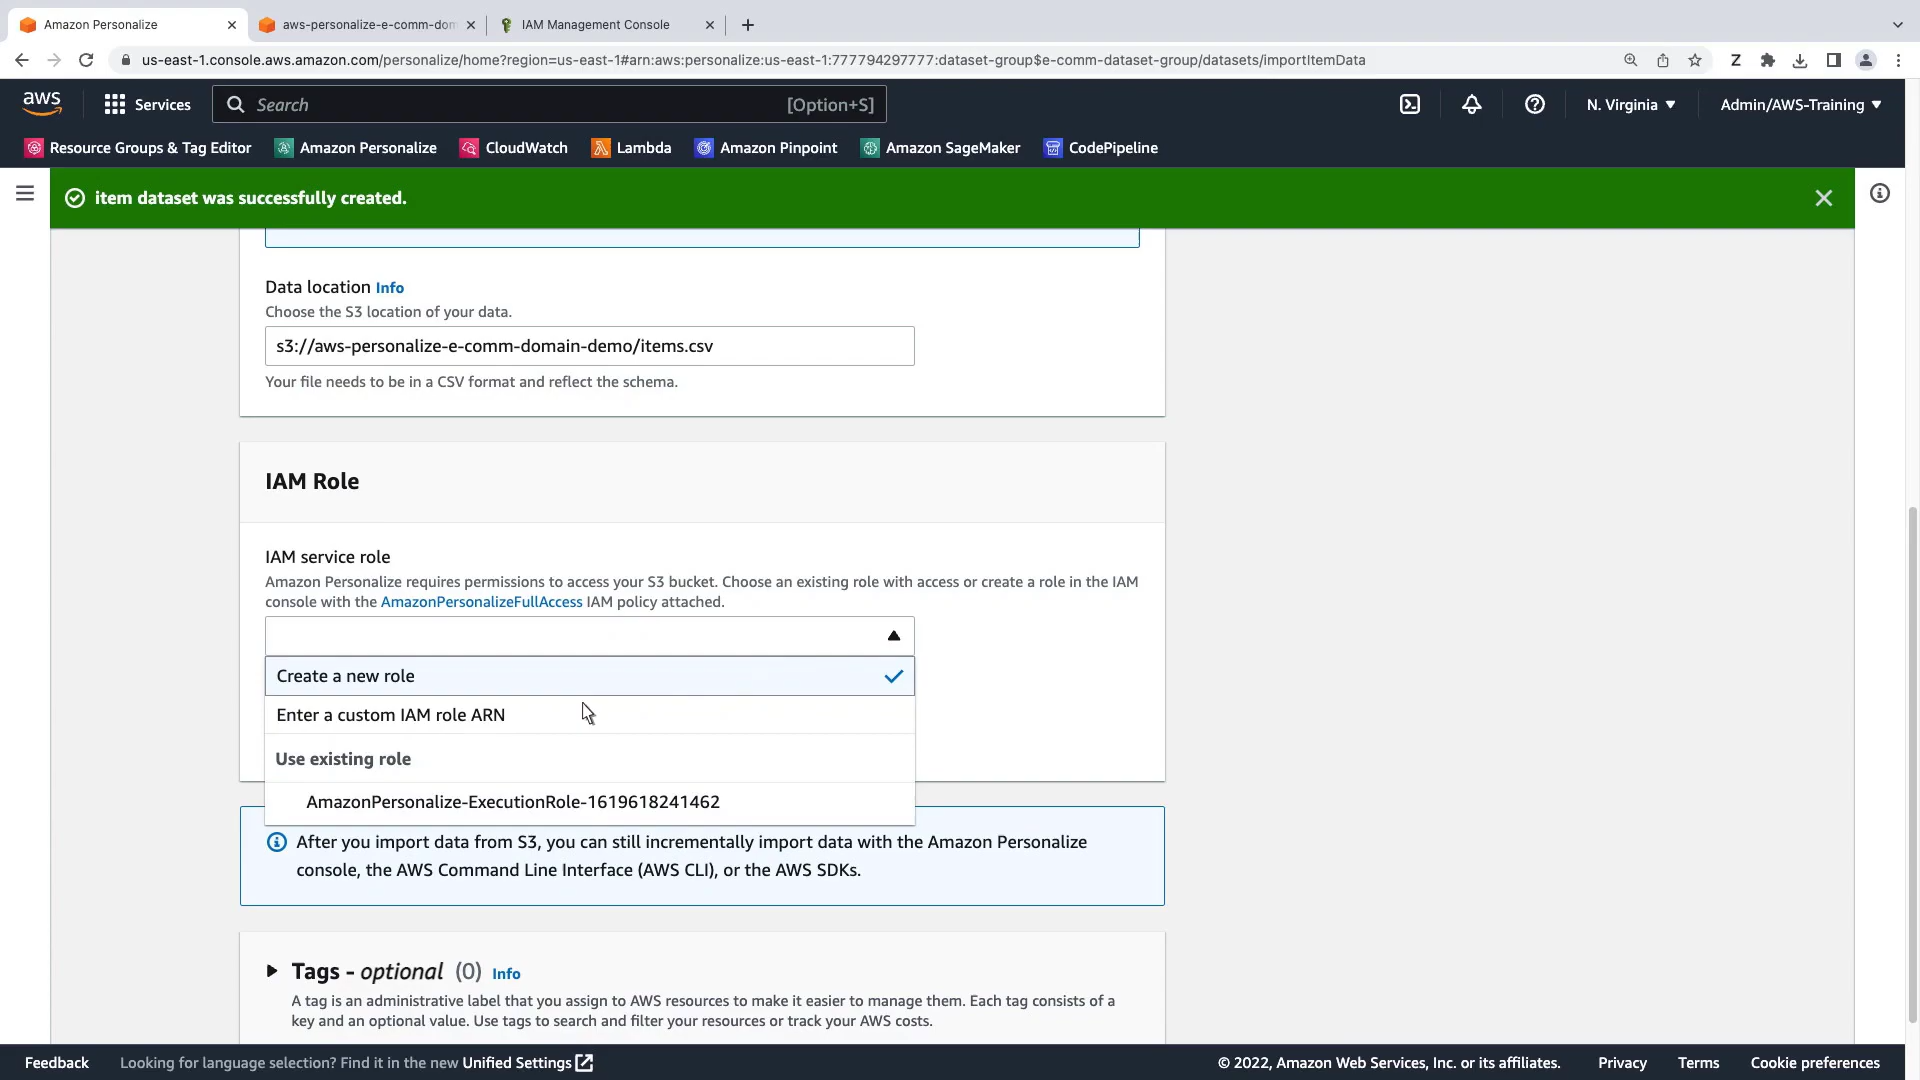 Amazon Personalize
aws-personalize-e-comm-dom
IAM Management Console
us-east-1.console.aws.amazon.com/personalize/home?region=us-east-1#arn:aws:personalize:us-east-1:777794297777:dataset-group$e-comm-dataset-group/datasets/importItemData
Z
aws
Services
Search
[Option+S]
N. Virginia
Admin/AWS-Training
Resource Groups & Tag Editor
Amazon Personalize
CloudWatch
Lambda
Amazon Pinpoint
Amazon SageMaker
CodePipeline
item dataset was successfully created.
Data location Info
Choose the S3 location of your data.
s3://aws-personalize-e-comm-domain-demo/items.csv
Your file needs to be in a CSV format and reflect the schema.
IAM Role
IAM service role
Amazon Personalize requires permissions to access your S3 bucket. Choose an existing role with access or create a role in the IAM
console with the AmazonPersonalizeFullAccess IAM policy attached.
Create a new role
Enter a custom IAM role ARN
Use existing role
AmazonPersonalize-ExecutionRole-1619618241462
After you import data from S3, you can still incrementally import data with the Amazon Personalize
console, the AWS Command Line Interface (AWS CLI), or the AWS SDKs.
Tags - optional (0) Info
A tag is an administrative label that you assign to AWS resources to make it easier to manage them. Each tag consists of a
key and an optional value. Use tags to search and filter your resources or track your AWS costs.
Feedback
Looking for language selection? Find it in the new Unified Settings
© 2022, Amazon Web Services, Inc. or its affiliates.
Privacy
Terms
Cookie preferences